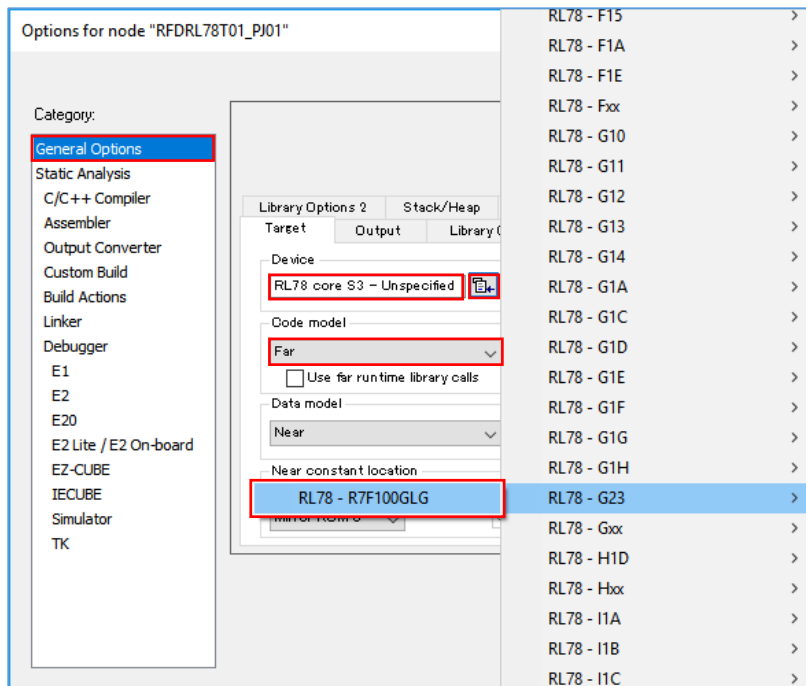 Options for node "RFDRL78T01_PJ01"
Category:
General Options
Static Analysis
C/C++ Compiler
Assembler
Output Converter
Custom Build
Build Actions
Linker
Debugger
E1
E2
E20
E2 Lite / E2 On-board
EZ-CUBE
IECUBE
Simulator
TK
Library Options 2
Stack/Heap
Target
Output
Library
Device
RL78 core S3 - Unspecified
Code model
Far
Use far runtime library calls
Data model
Near
Near constant location
RL78 - R7F100GLG
RL78 - F15
RL78 - F1A
RL78 - F1E
RL78 - Fxx
RL78 - G10
RL78 - G11
RL78 - G12
RL78 - G13
RL78 - G14
RL78 - G1A
RL78 - G1C
RL78 - G1D
RL78 - G1E
RL78 - G1F
RL78 - G1G
RL78 - G1H
RL78 - G23
RL78 - Gxx
RL78 - H1D
RL78 - Hxx
RL78 - I1A
RL78 - I1B
RL78 - I1C